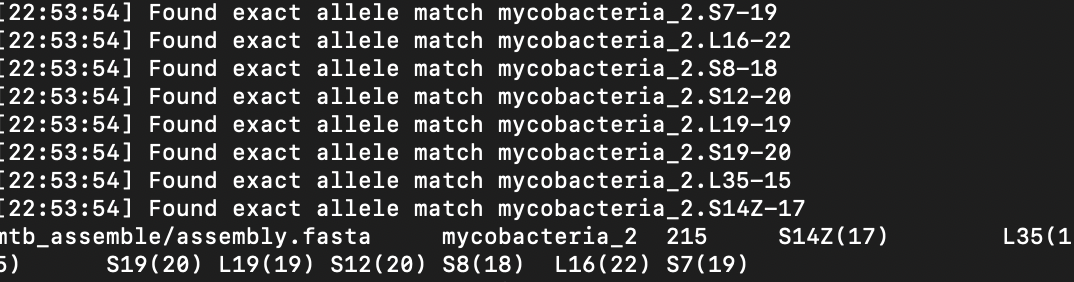 [22:53:54] Found exact allele match mycobacteria_2.S7-19
[22:53:54] Found exact allele match mycobacteria_2.L16-22
[22:53:54] Found exact allele match mycobacteria_2.S8-18
[22:53:54] Found exact allele match mycobacteria_2.S12-20
[22:53:54] Found exact allele match mycobacteria_2.L19-19
[22:53:54] Found exact allele match mycobacteria_2.S19-20
[22:53:54] Found exact allele match mycobacteria_2.L35-15
[22:53:54] Found exact allele match mycobacteria_2.S14Z-17
mtb_assemble/assembly.fasta mycobacteria_2 215 S14Z(17) L35(1
5) S19(20) L19(19) S12(20) S8(18) L16(22) S7(19)